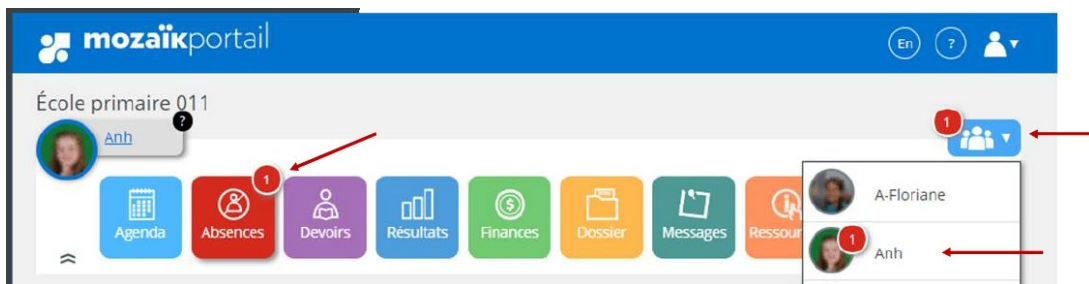 mozaïkportail
En ?
École primaire 011
Anh
?
1
1
Agenda Absences Devoirs Résultats Finances Dossier Messages Ressour
A-Floriane
1
Anh